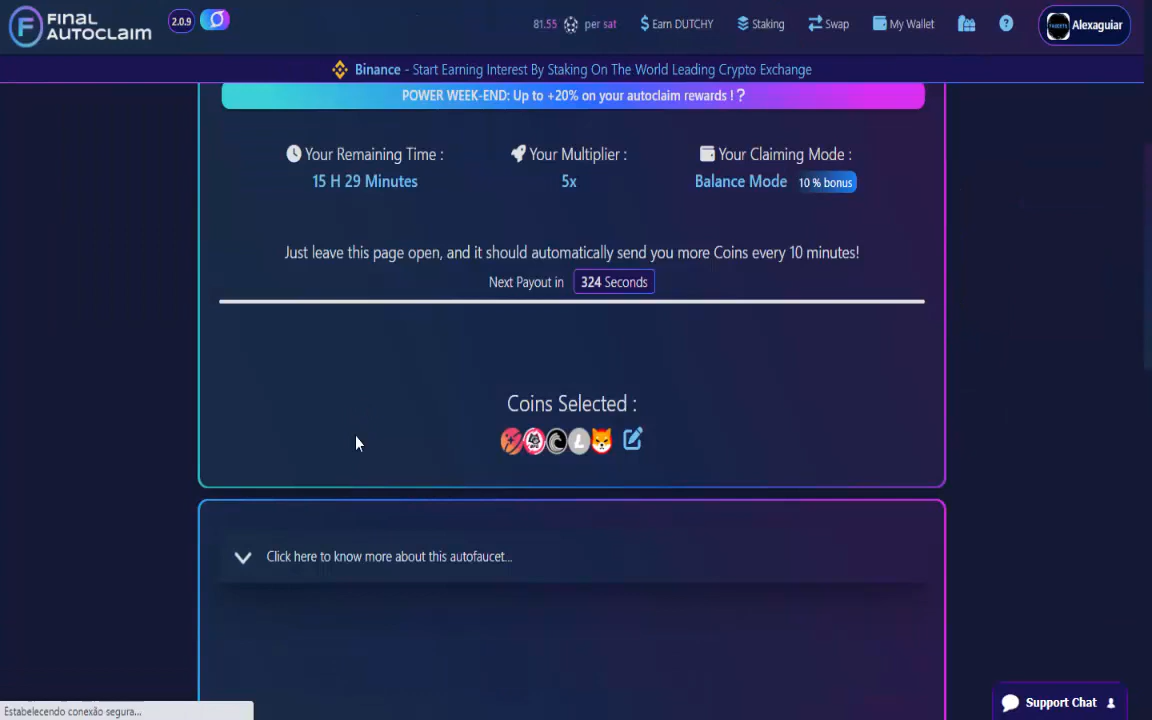 FINAL
AUTOCLAIM
2.0.9
81.55 per sat
Earn DUTCHY
Staking
Swap
My Wallet
?
Alexaguiar
Binance - Start Earning Interest By Staking On The World Leading Crypto Exchange
POWER WEEK-END: Up to +20% on your autoclaim rewards ! ?
Your Remaining Time :
15 H 29 Minutes
Your Multiplier :
5x
Your Claiming Mode :
Balance Mode 10 % bonus
Just leave this page open, and it should automatically send you more Coins every 10 minutes!
Next Payout in 324 Seconds
Coins Selected :
Click here to know more about this autofaucet...
Estabelecendo conexão segura...
Support Chat